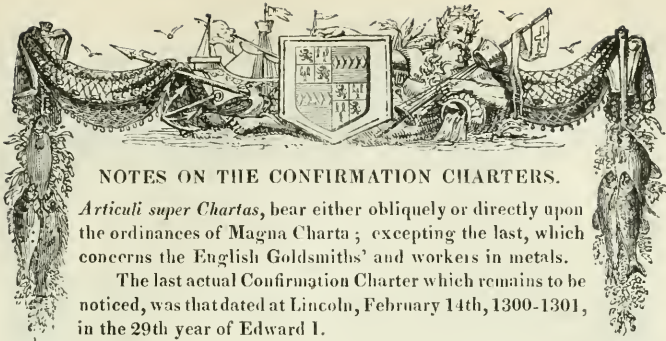 NOTES ON THE CONFIRMATION CHARTERS.
Articuli super Chartas, bear either obliquely or directly upon
the ordinances of Magna Charta ; excepting the last, which
concerns the English Goldsmiths' and workers in metals.
The last actual Confirmation Charter which remains to be
noticed, was that dated at Lincoln, February 14th, 1300-1301,
in the 29th year of Edward I.